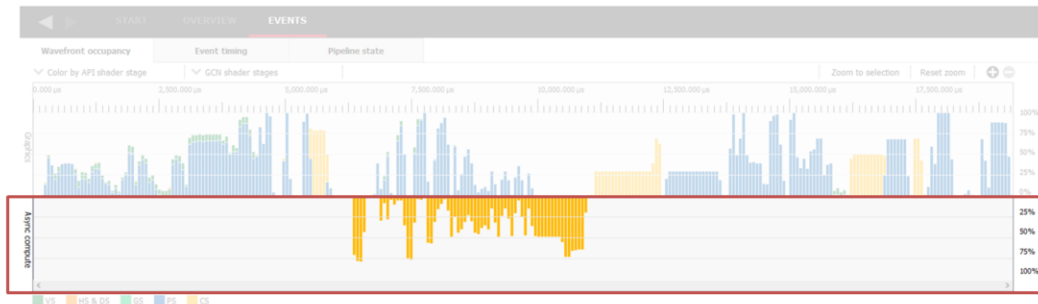 START OVERVIEW EVENTS
Wavefront occupancy Event timing Pipeline state
Color by API shader stage GCN shader stages Zoom to selection Reset zoom
0.000 µs 2,500.000 µs 5,000.000 µs 7,500.000 µs 10,000.000 µs 12,500.000 µs 15,000.000 µs 17,500.000 µs
100%
75%
50%
25%
0%
Graphics
25%
50%
75%
100%
Async compute
VS HS & DS GS PS CS